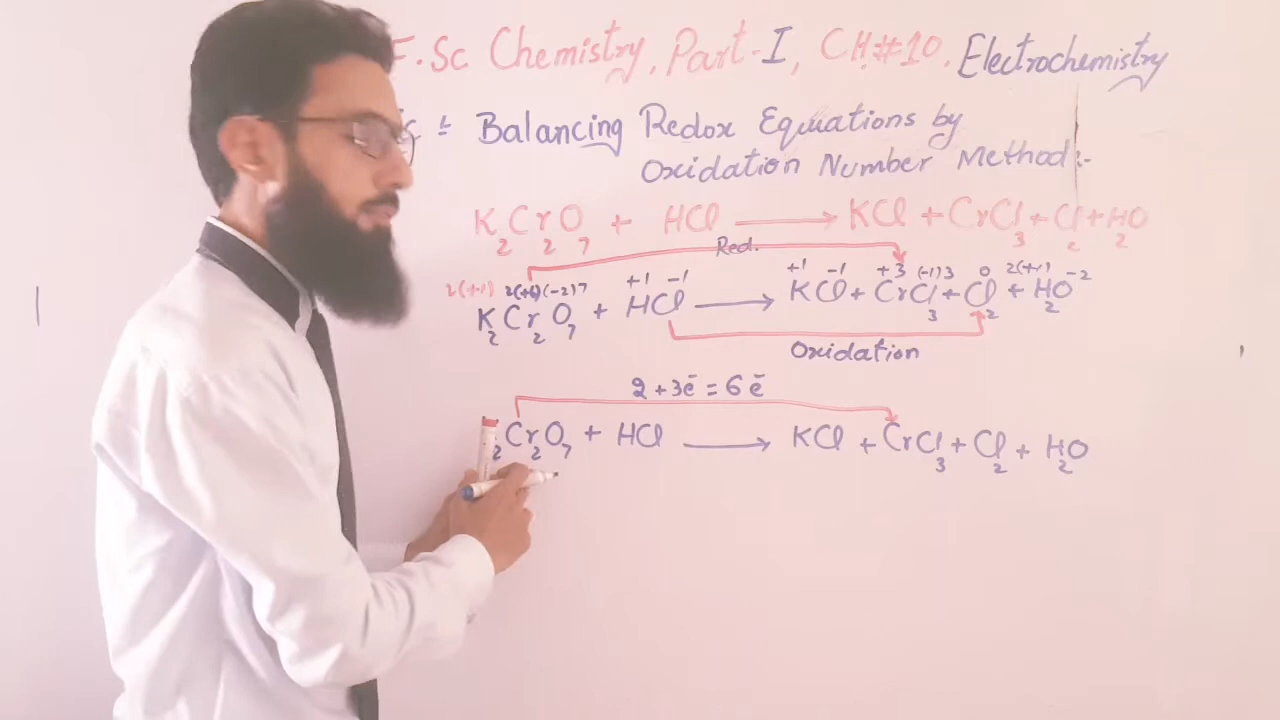 F.Sc Chemistry, Part-I, CH#10, Electrochemistry
Balancing Redox Equations by
Oxidation Number Method:-
K₂Cr₂O₇ + HCl → KCl + CrCl₃ + Cl₂ + H₂O
Red.
2(+1) 2(+6) (-2)7 +1 -1 +1 -1 +3 (-1)3 0 2(+1) -2
K₂Cr₂O₇ + HCl → KCl + CrCl₃ + Cl₂ + H₂O
Oxidation
2 +3e⁻ = 6e⁻
₂Cr₂O₇ + HCl → KCl + CrCl₃ + Cl₂ + H₂O